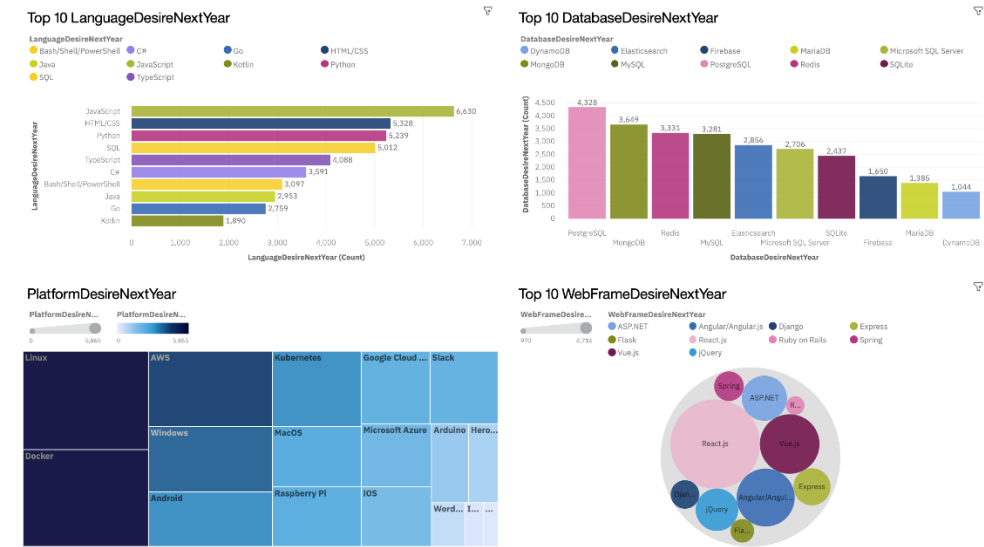 Top 10 LanguageDesireNextYear
LanguageDesireNextYear
Bash/Shell/PowerShell C# Go HTML/CSS
Java JavaScript Kotlin Python
SQL TypeScript
LanguageDesireNextYear
JavaScript 6,630
HTML/CSS 5,328
Python 5,239
SQL 5,012
TypeScript 4,088
C# 3,591
Bash/Shell/PowerShell 3,097
Java 2,953
Go 2,759
Kotlin 1,890
0 1,000 2,000 3,000 4,000 5,000 6,000 7,000
LanguageDesireNextYear (Count)
Top 10 DatabaseDesireNextYear
DatabaseDesireNextYear
DynamoDB Elasticsearch Firebase MariaDB Microsoft SQL Server
MongoDB MySQL PostgreSQL Redis SQLite
DatabaseDesireNextYear (Count)
4,500
4,000
3,500
3,000
2,500
2,000
1,500
1,000
500
0
4,328 3,649 3,331 3,281 2,856 2,706 2,437 1,650 1,385 1,044
PostgreSQL Redis Elasticsearch SQLite MariaDB
MongoDB MySQL Microsoft SQL Server Firebase DynamoDB
DatabaseDesireNextYear
PlatformDesireNextYear
PlatformDesireN... PlatformDesireN...
0 5,865 0 5,865
Linux AWS Kubernetes Google Cloud ... Slack
Windows MacOS Microsoft Azure Arduino Hero...
Docker
Android Raspberry Pi iOS
Word... I... ...
Top 10 WebFrameDesireNextYear
WebFrameDesire... WebFrameDesireNextYear
970 4,714
ASP.NET Angular/Angular.js Django Express
Flask React.js Ruby on Rails Spring
Vue.js jQuery
Spring
ASP.NET
R...
React.js
Vue.js
Express
Djan...
Angular/Angul...
jQuery
Fla...